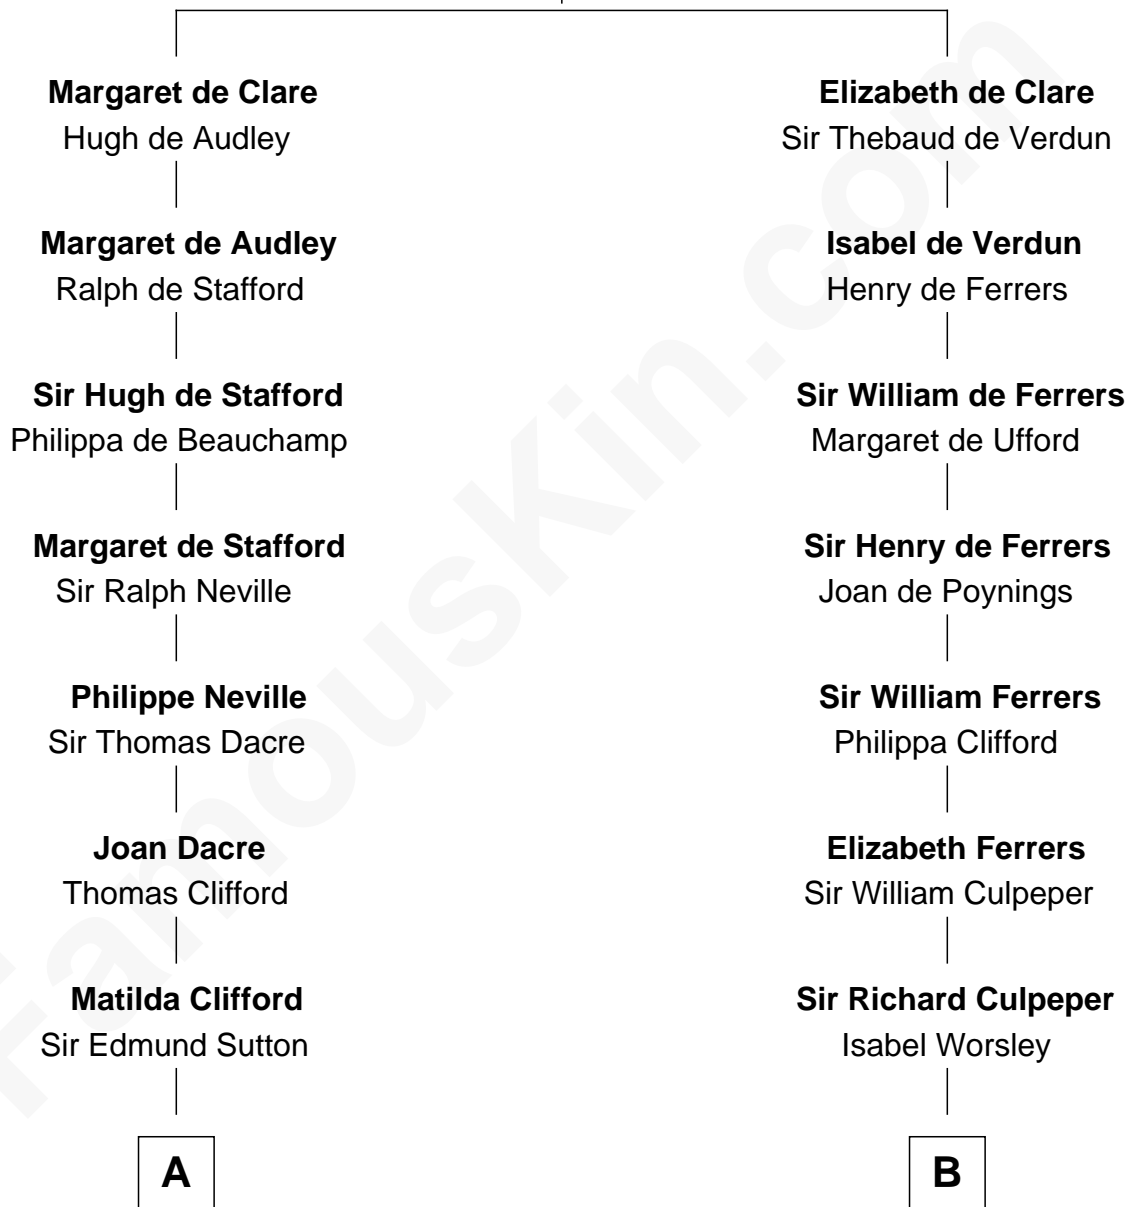 Margaret de Clare
Hugh de Audley
Elizabeth de Clare
Sir Thebaud de Verdun
Margaret de Audley
Ralph de Stafford
Isabel de Verdun
Henry de Ferrers
Sir Hugh de Stafford
Philippa de Beauchamp
Sir William de Ferrers
Margaret de Ufford
Margaret de Stafford
Sir Ralph Neville
Sir Henry de Ferrers
Joan de Poynings
Philippe Neville
Sir Thomas Dacre
Sir William Ferrers
Philippa Clifford
Joan Dacre
Thomas Clifford
Elizabeth Ferrers
Sir William Culpeper
Matilda Clifford
Sir Edmund Sutton
Sir Richard Culpeper
Isabel Worsley
A
B
FamousKin.com